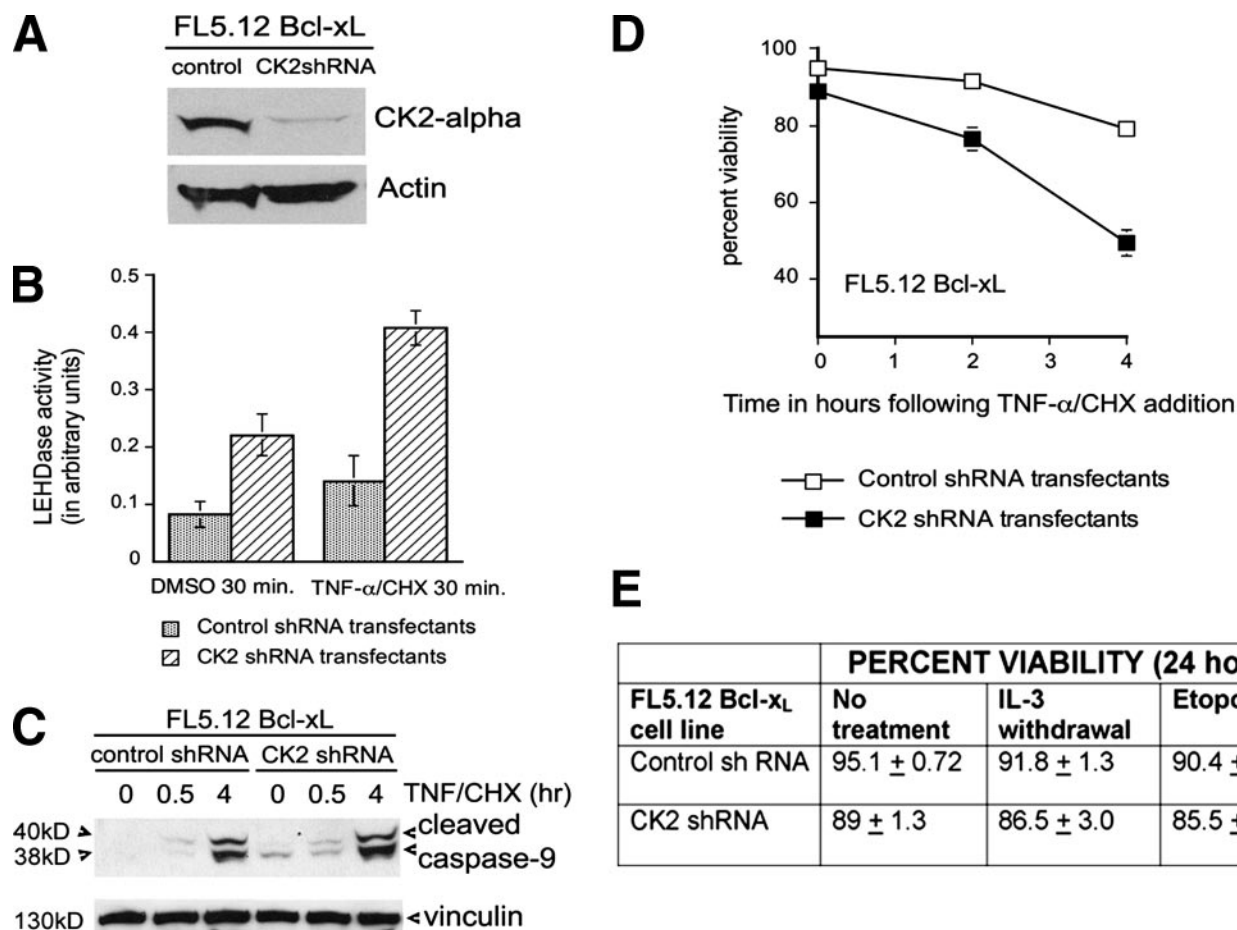 A
FL5.12 Bcl-xL
control CK2shRNA
CK2-alpha
Actin
B
LEHDase activity
(in arbitrary units)
0.5
0.4
0.3
0.2
0.1
0
DMSO 30 min. TNF-α/CHX 30 min.
Control shRNA transfectants
CK2 shRNA transfectants
C
FL5.12 Bcl-xL
control shRNA CK2 shRNA
0 0.5 4 0 0.5 4 TNF/CHX (hr)
40kD
38kD
cleaved
caspase-9
130kD
vinculin
D
percent viability
100
80
60
40
FL5.12 Bcl-xL
0 1 2 3 4
Time in hours following TNF-α/CHX addition
Control shRNA transfectants
CK2 shRNA transfectants
E
PERCENT VIABILITY (24 ho
FL5.12 Bcl-xL cell line
No treatment
IL-3 withdrawal
Etopo
Control sh RNA 95.1 ± 0.72 91.8 ± 1.3 90.4 ±
CK2 shRNA 89 ± 1.3 86.5 ± 3.0 85.5 ±